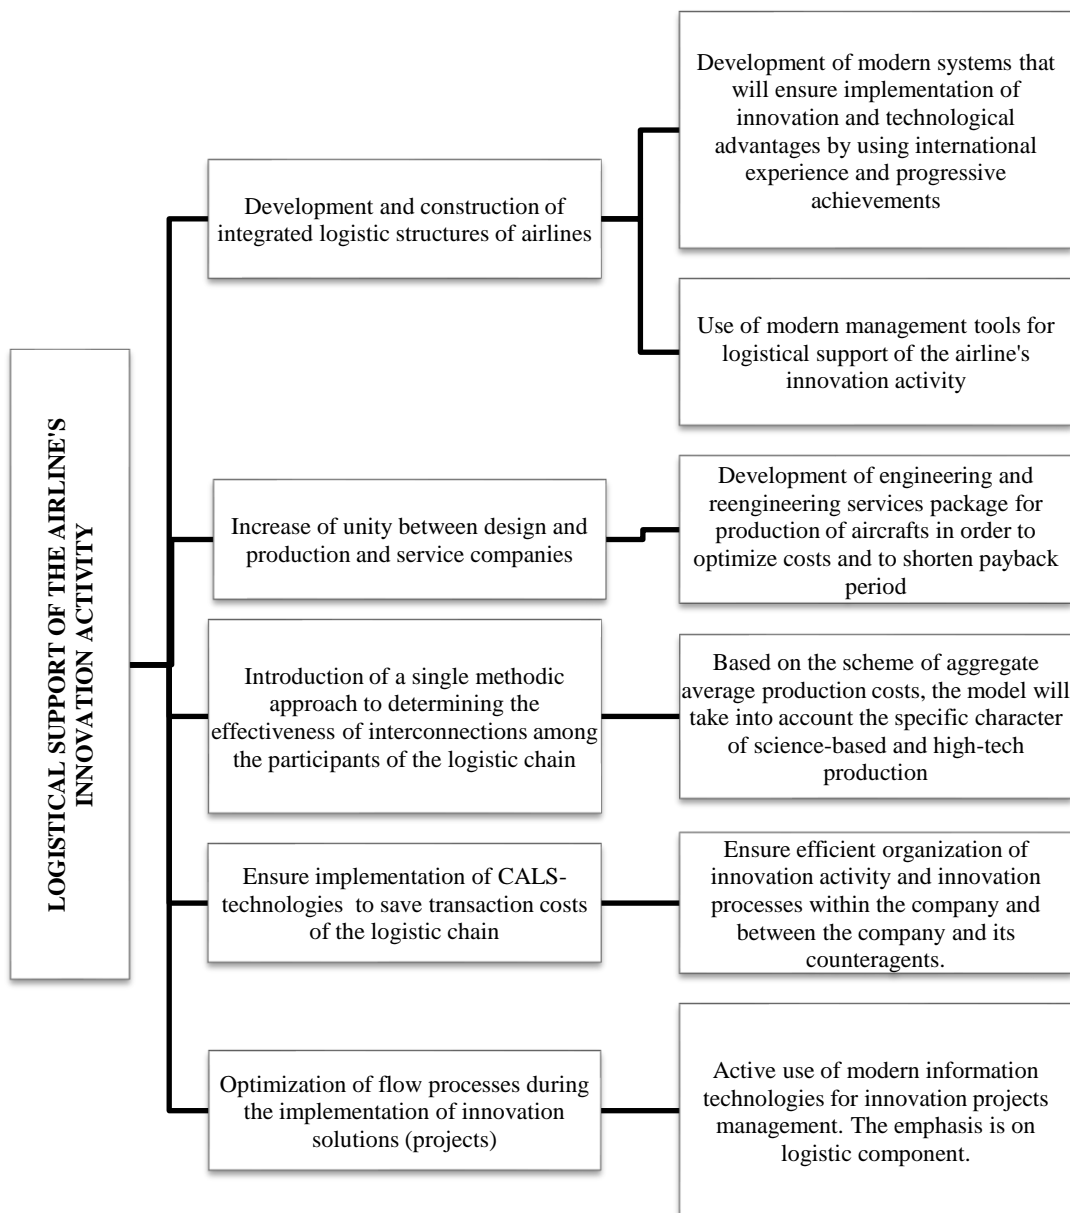 LOGISTICAL SUPPORT OF THE AIRLINE'S
INNOVATION ACTIVITY
Development and construction of
integrated logistic structures of airlines
Development of modern systems that
will ensure implementation of
innovation and technological
advantages by using international
experience and progressive
achievements
Use of modern management tools for
logistical support of the airline's
innovation activity
Increase of unity between design and
production and service companies
Development of engineering and
reengineering services package for
production of aircrafts in order to
optimize costs and to shorten payback
period
Introduction of a single methodic
approach to determining the
effectiveness of interconnections among
the participants of the logistic chain
Based on the scheme of aggregate
average production costs, the model will
take into account the specific character
of science-based and high-tech
production
Ensure implementation of CALS-
technologies to save transaction costs
of the logistic chain
Ensure efficient organization of
innovation activity and innovation
processes within the company and
between the company and its
counteragents.
Optimization of flow processes during
the implementation of innovation
solutions (projects)
Active use of modern information
technologies for innovation projects
management. The emphasis is on
logistic component.